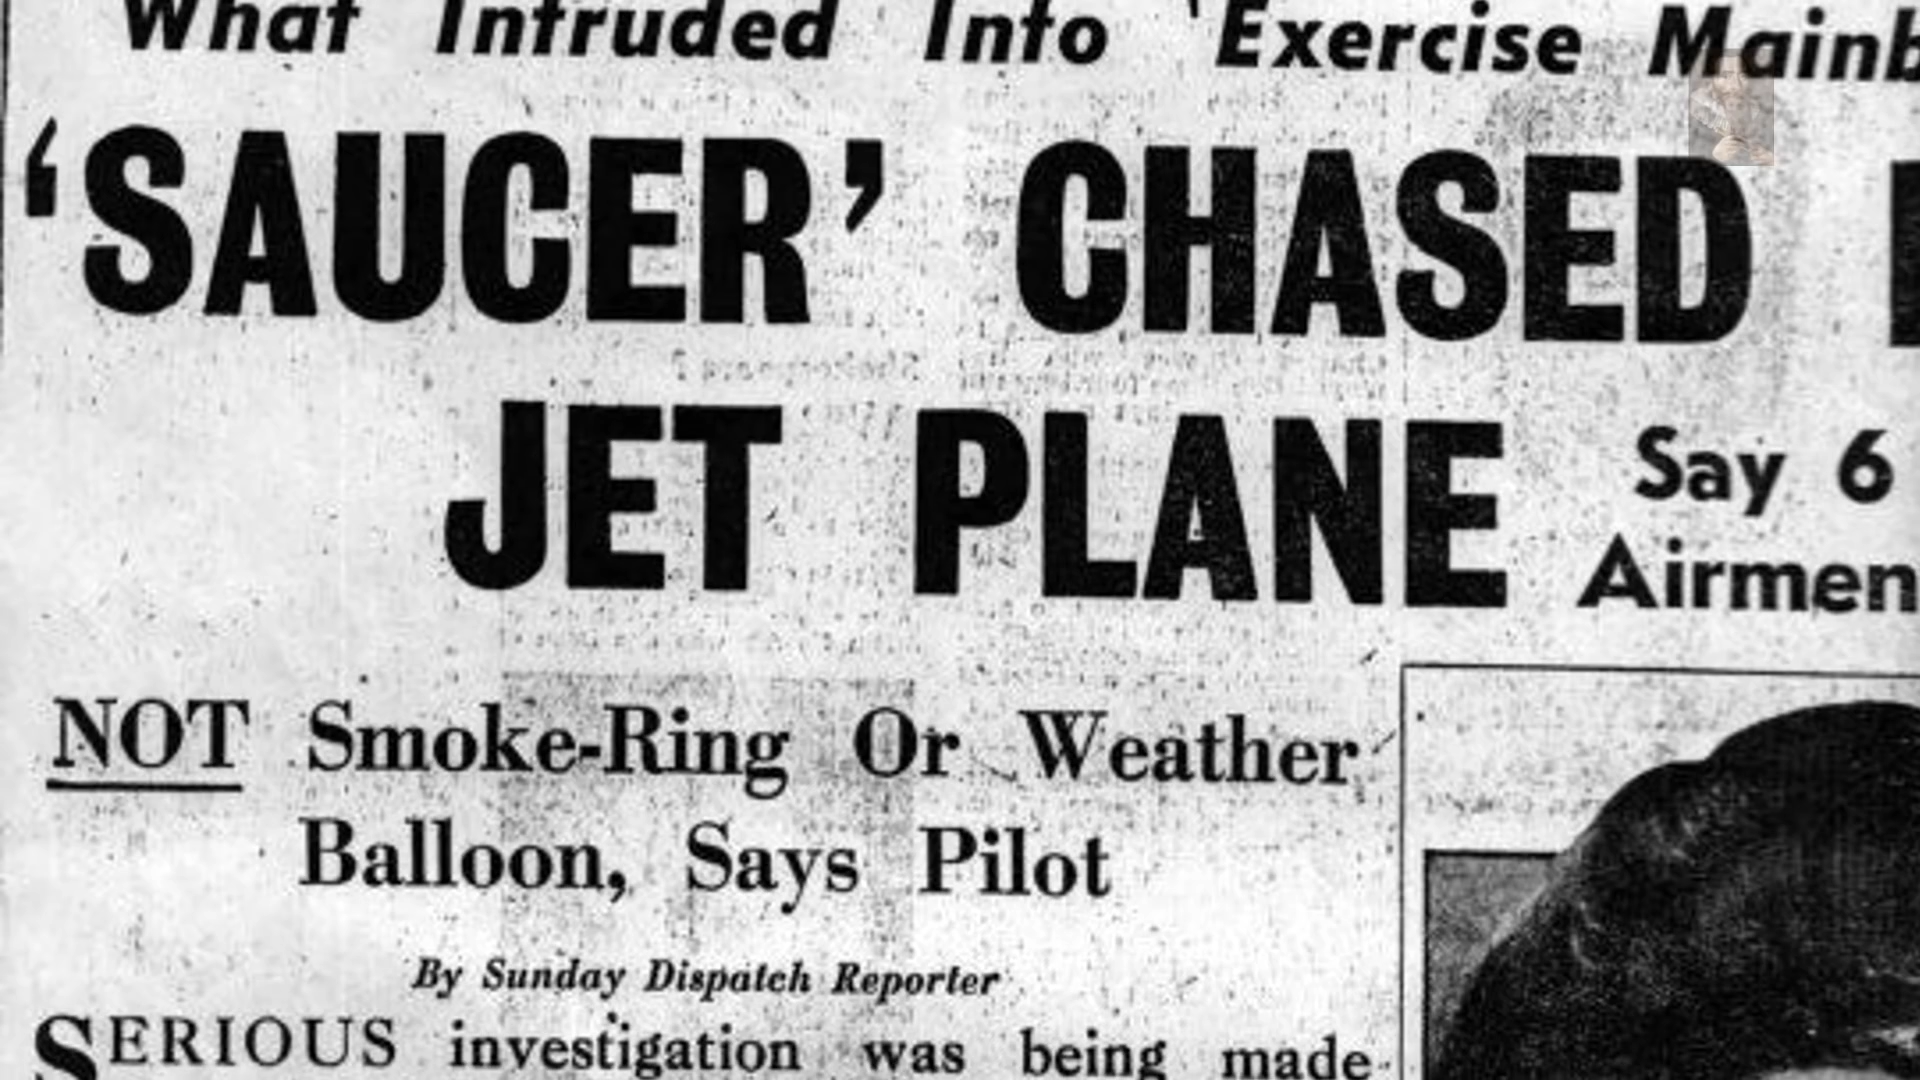 What Intruded Into 'Exercise Mainb
'SAUCER' CHASED
JET PLANE
Say 6
Airmen
NOT Smoke-Ring Or Weather
Balloon, Says Pilot
By Sunday Dispatch Reporter
SERIOUS investigation was being made